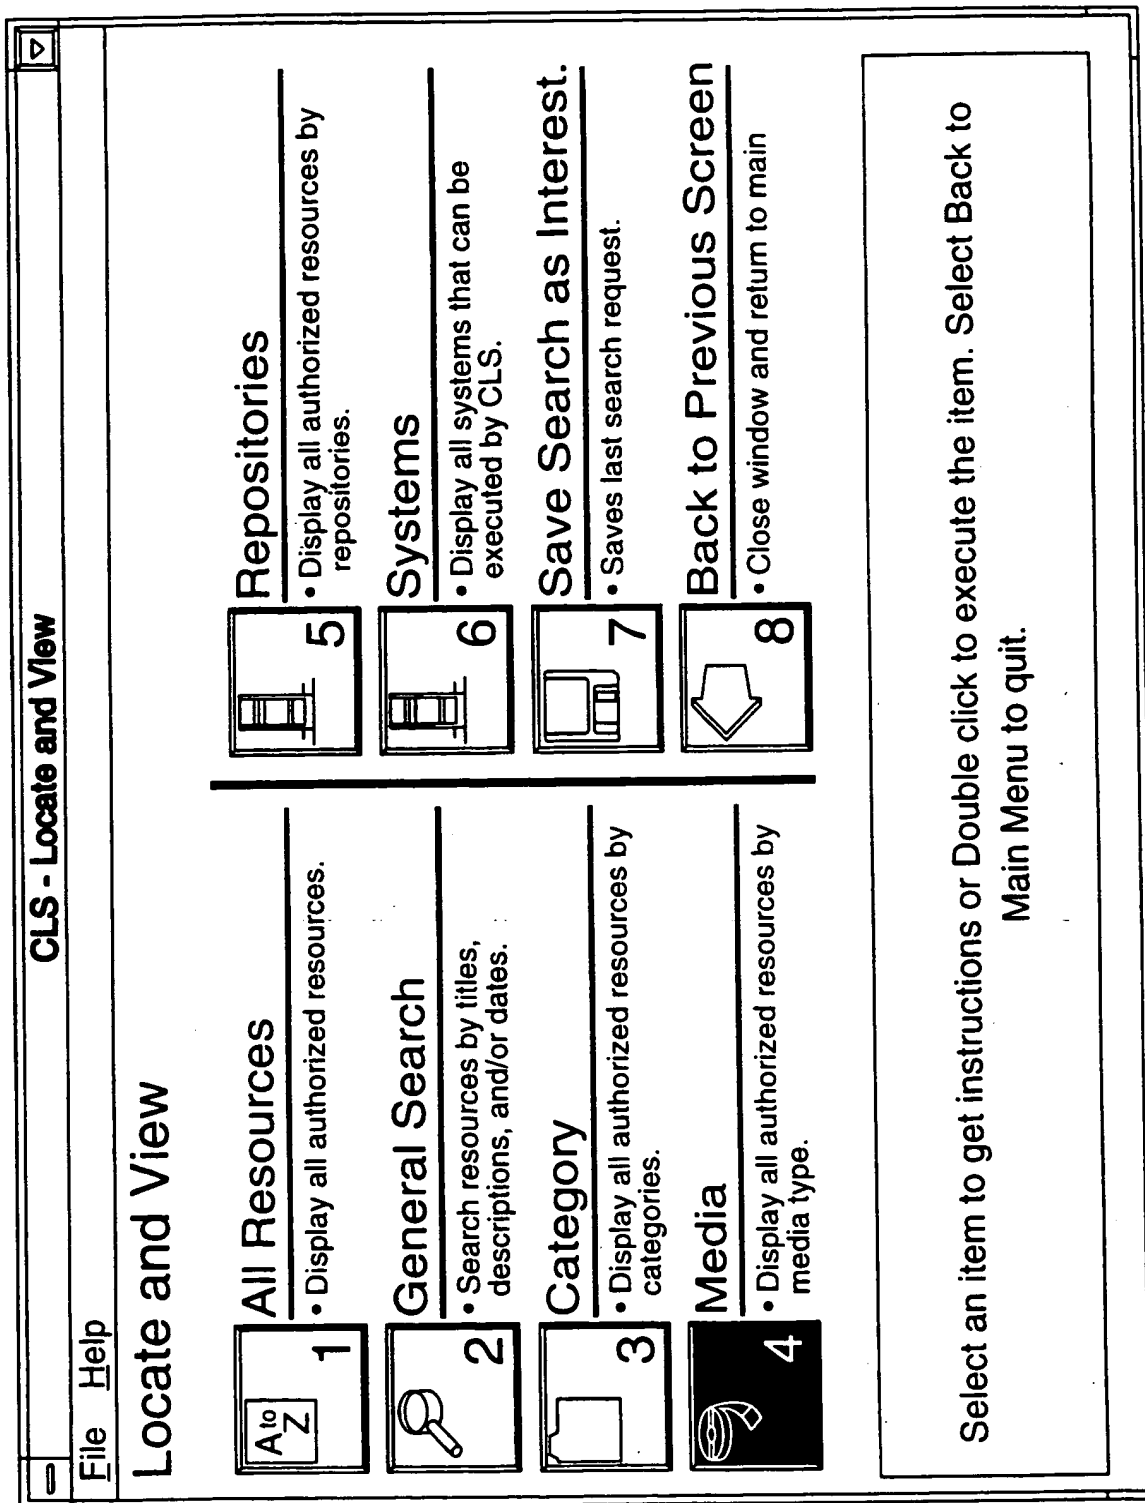 CLS - Locate and View
File Help
Locate and View
A to Z
1
All Resources
• Display all authorized resources.
2
General Search
• Search resources by titles,
descriptions, and/or dates.
3
Category
• Display all authorized resources by
categories.
4
Media
• Display all authorized resources by
media type.
5
Repositories
• Display all authorized resources by
repositories.
6
Systems
• Display all systems that can be
executed by CLS.
7
Save Search as Interest.
• Saves last search request.
8
Back to Previous Screen
• Close window and return to main
Select an item to get instructions or Double click to execute the item. Select Back to
Main Menu to quit.